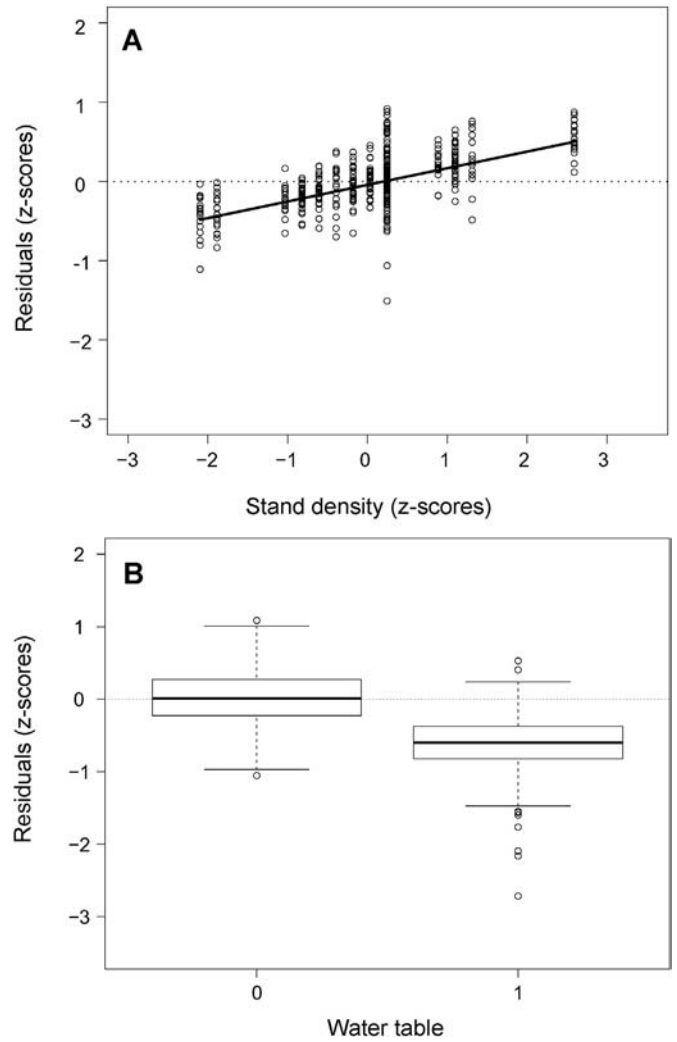 A
2
1
0
−1
−2
−3
Residuals (z-scores)
−3 −2 −1 0 1 2 3
Stand density (z-scores)
B
2
1
0
−1
−2
−3
Residuals (z-scores)
0 1
Water table